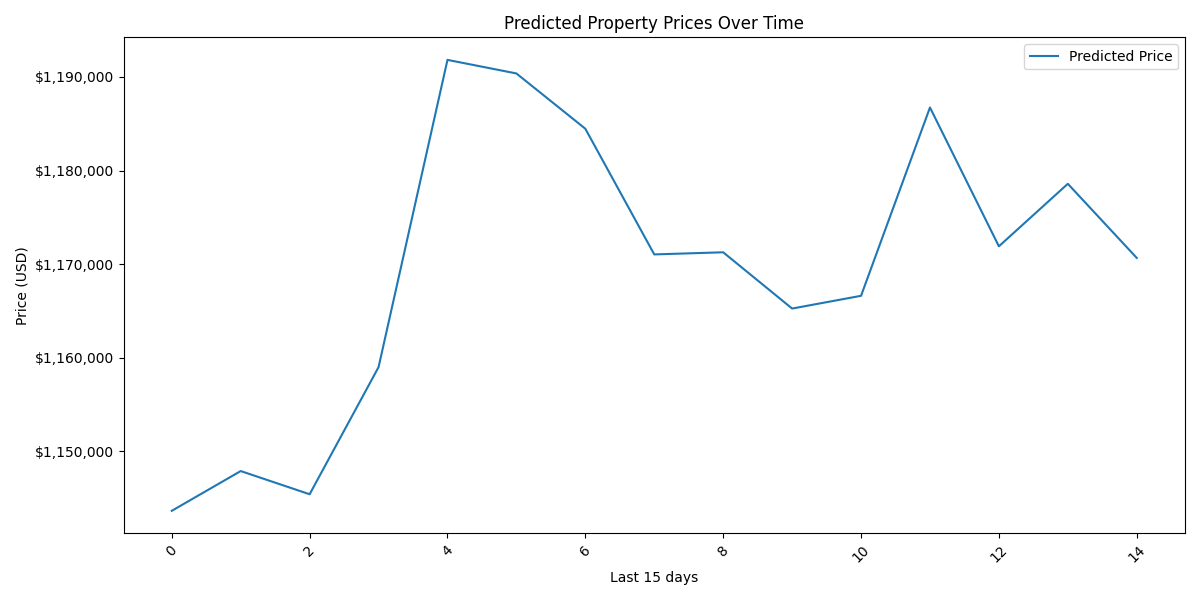 Predicted Property Prices Over Time
Predicted Price
$1,190,000
$1,180,000
$1,170,000
$1,160,000
$1,150,000
Price (USD)
0 2 4 6 8 10 12 14
Last 15 days